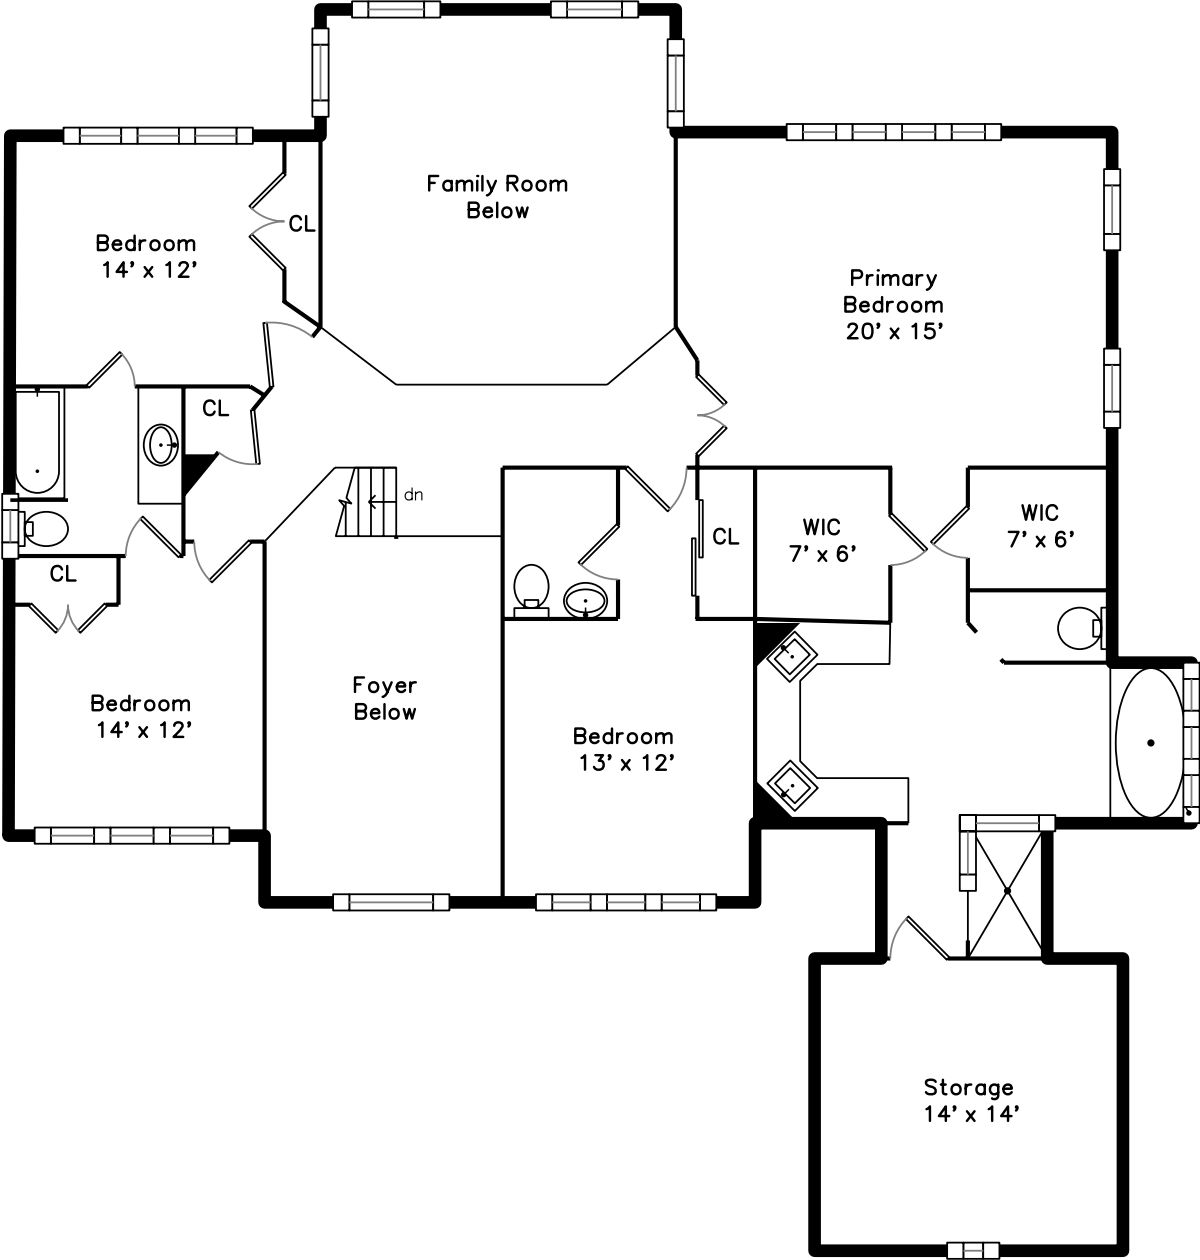 Family Room
Below
CL
Bedroom
14' x 12'
Primary
Bedroom
20' x 15'
CL
dn
WIC
7' x 6'
WIC
7' x 6'
CL
CL
Bedroom
14' x 12'
Foyer
Below
Bedroom
13' x 12'
Storage
14' x 14'